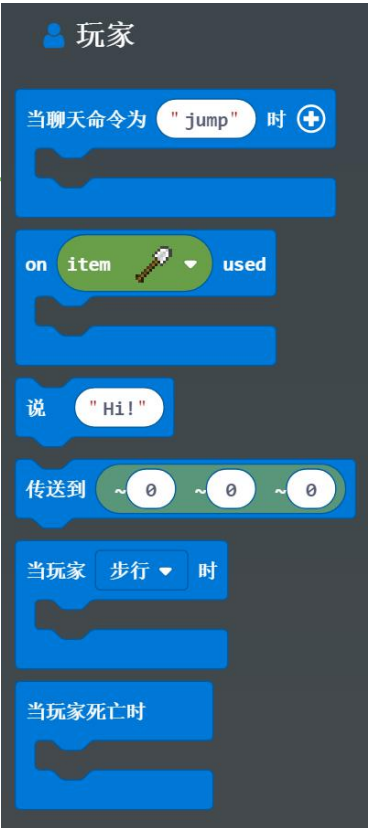 玩家
当聊天命令为 "jump" 时
on item used
说 "Hi!"
传送到 ~0 ~0 ~0
当玩家 步行 时
当玩家死亡时